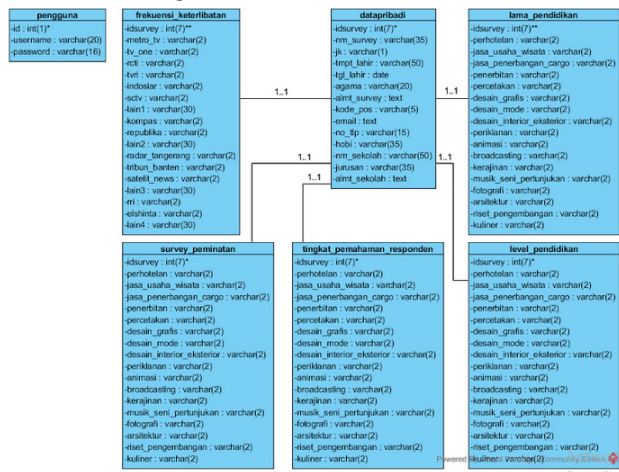 pengguna
-id : int(1)*
-username : varchar(20)
-password : varchar(16)
frekuensi_keterlibatan
-idsurvey : int(7)**
-metro_tv : varchar(2)
-tv_one : varchar(2)
-rcti : varchar(2)
-tvri : varchar(2)
-indosiar : varchar(2)
-sctv : varchar(2)
-lain1 : varchar(30)
-kompas : varchar(2)
-republika : varchar(2)
-lain2 : varchar(30)
-radar_tangerang : varchar(2)
-tribun_banten : varchar(2)
-satelit_news : varchar(2)
-lain3 : varchar(30)
-rri : varchar(2)
-elshinta : varchar(2)
-lain4 : varchar(30)
datapribadi
-idsurvey : int(7)*
-nm_survey : varchar(35)
-jk : varchar(1)
-tmpt_lahir : varchar(50)
-tgl_lahir : date
-agama : varchar(20)
-almt_survey : text
-kode_pos : varchar(5)
-email : text
-no_tlp : varchar(15)
-hobi : varchar(35)
-nm_sekolah : varchar(50)
-jurusan : varchar(35)
-almt_sekolah : text
lama_pendidikan
-idsurvey : int(7)**
-perhotelan : varchar(2)
-jasa_usaha_wisata : varchar(2)
-jasa_penerbangan_cargo : varchar(2)
-penerbitan : varchar(2)
-percetakan : varchar(2)
-desain_grafis : varchar(2)
-desain_mode : varchar(2)
-desain_interior_eksterior : varchar(2)
-periklanan : varchar(2)
-animasi : varchar(2)
-broadcasting : varchar(2)
-kerajinan : varchar(2)
-musik_seni_pertunjukan : varchar(2)
-fotografi : varchar(2)
-arsitektur : varchar(2)
-riset_pengembangan : varchar(2)
-kuliner : varchar(2)
1..1
1..1
1..1
1..1
1..1
survey_peminatan
-idsurvey : int(7)*
-perhotelan : varchar(2)
-jasa_usaha_wisata : varchar(2)
-jasa_penerbangan_cargo : varchar(2)
-penerbitan : varchar(2)
-percetakan : varchar(2)
-desain_grafis : varchar(2)
-desain_mode : varchar(2)
-desain_interior_eksterior : varchar(2)
-periklanan : varchar(2)
-animasi : varchar(2)
-broadcasting : varchar(2)
-kerajinan : varchar(2)
-musik_seni_pertunjukan : varchar(2)
-fotografi : varchar(2)
-arsitektur : varchar(2)
-riset_pengembangan : varchar(2)
-kuliner : varchar(2)
tingkat_pemahaman_responden
-idsurvey : int(7)*
-perhotelan : varchar(2)
-jasa_usaha_wisata : varchar(2)
-jasa_penerbangan_cargo : varchar(2)
-penerbitan : varchar(2)
-percetakan : varchar(2)
-desain_grafis : varchar(2)
-desain_mode : varchar(2)
-desain_interior_eksterior : varchar(2)
-periklanan : varchar(2)
-animasi : varchar(2)
-broadcasting : varchar(2)
-kerajinan : varchar(2)
-musik_seni_pertunjukan : varchar(2)
-fotografi : varchar(2)
-arsitektur : varchar(2)
-riset_pengembangan : varchar(2)
-kuliner : varchar(2)
level_pendidikan
-idsurvey : int(7)*
-perhotelan : varchar(2)
-jasa_usaha_wisata : varchar(2)
-jasa_penerbangan_cargo : varchar(2)
-penerbitan : varchar(2)
-percetakan : varchar(2)
-desain_grafis : varchar(2)
-desain_mode : varchar(2)
-desain_interior_eksterior : varchar(2)
-periklanan : varchar(2)
-animasi : varchar(2)
-broadcasting : varchar(2)
-kerajinan : varchar(2)
-musik_seni_pertunjukan : varchar(2)
-fotografi : varchar(2)
-arsitektur : varchar(2)
-riset_pengembangan : varchar(2)
-kuliner : varchar(2)
Powered Community Edition